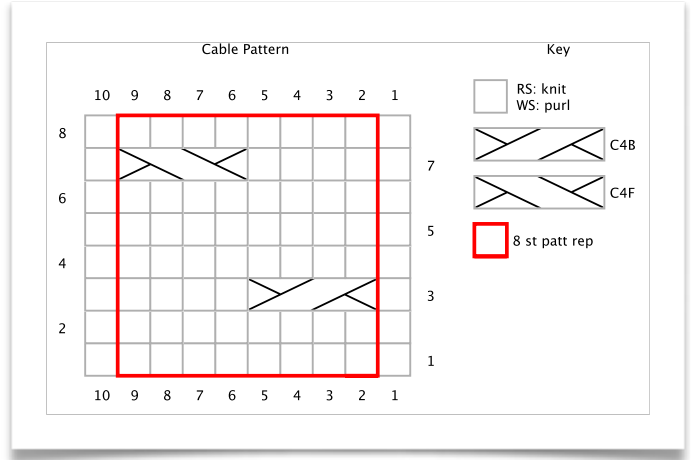 Cable Pattern
Key
10 9 8 7 6 5 4 3 2 1
RS: knit
WS: purl
8
C4B
7
6
C4F
5
8 st patt rep
4
3
2
1
10 9 8 7 6 5 4 3 2 1